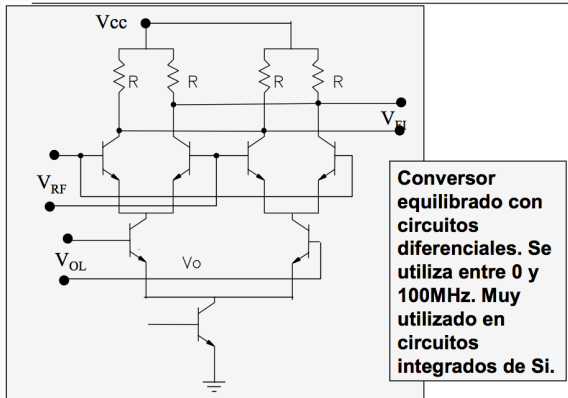 Vcc
R
R
R
R
V_FI
V_RF
V_OL
Vo
Conversor
equilibrado con
circuitos
diferenciales. Se
utiliza entre 0 y
100MHz. Muy
utilizado en
circuitos
integrados de Si.